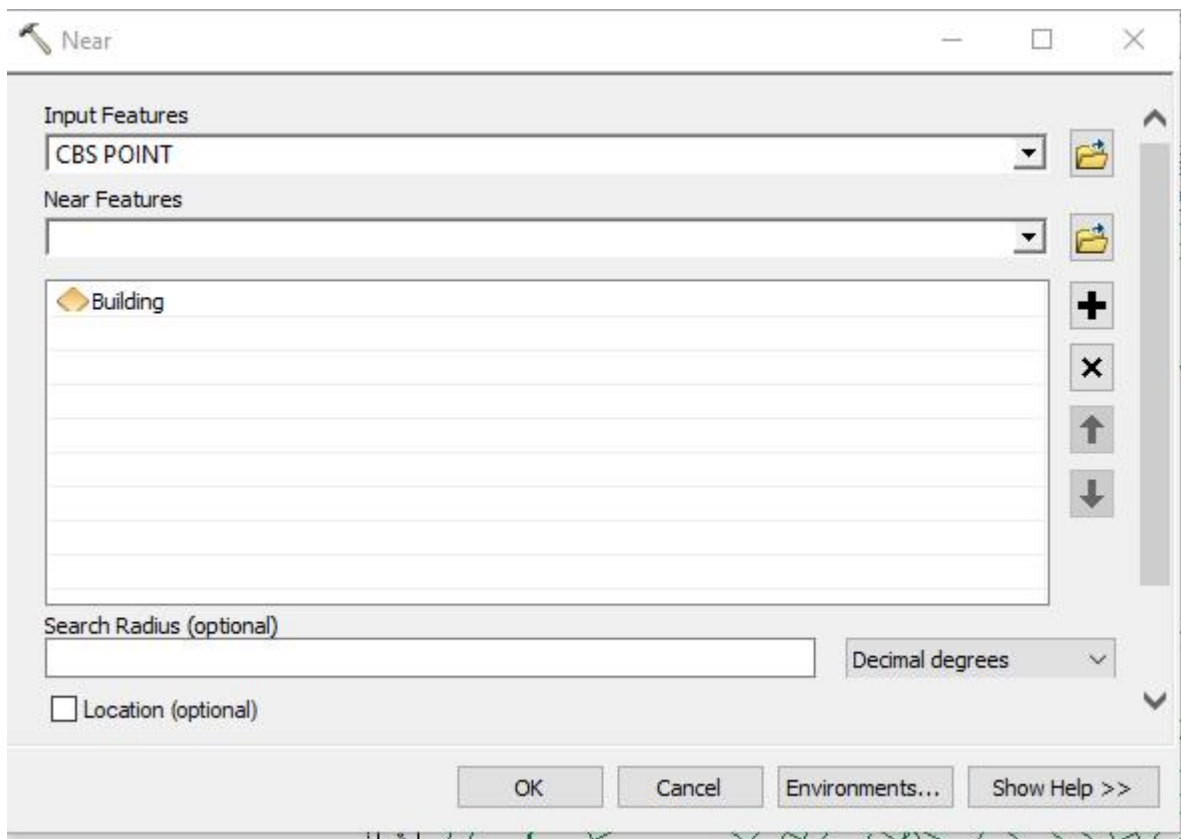 Near
Input Features
CBS POINT
Near Features
Building
Search Radius (optional)
Decimal degrees
Location (optional)
OK Cancel Environments... Show Help >>